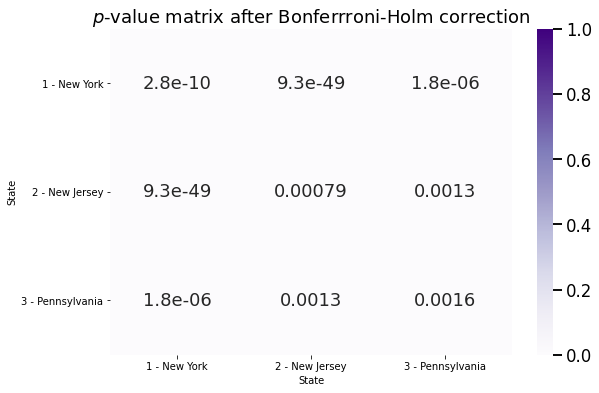 p-value matrix after Bonferrroni-Holm correction
State
1 - New York
2.8e-10 9.3e-49 1.8e-06
2 - New Jersey
9.3e-49 0.00079 0.0013
3 - Pennsylvania
1.8e-06 0.0013 0.0016
1 - New York 2 - New Jersey 3 - Pennsylvania
State
1.0
0.8
0.6
0.4
0.2
0.0